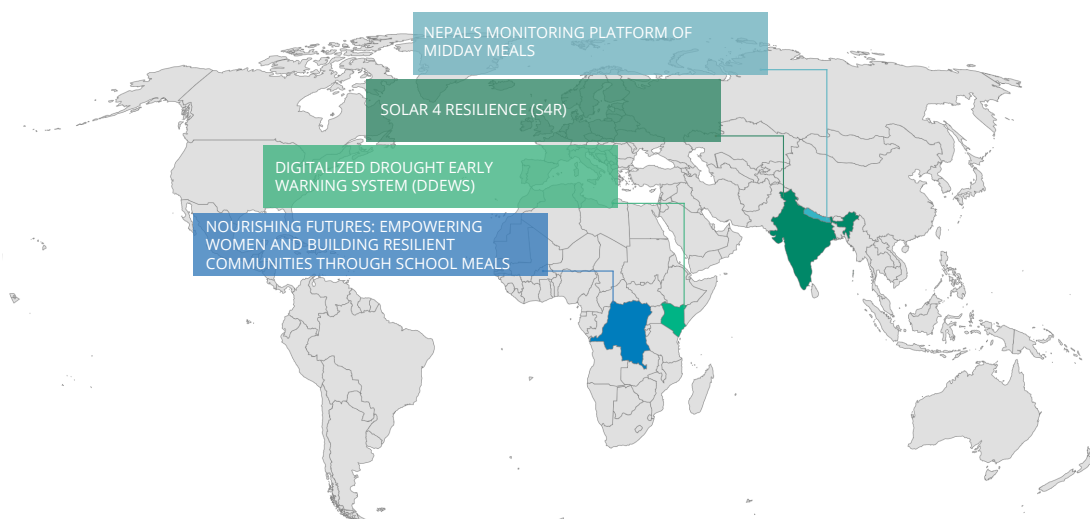 NEPAL'S MONITORING PLATFORM OF
MIDDAY MEALS
SOLAR 4 RESILIENCE (S4R)
DIGITALIZED DROUGHT EARLY
WARNING SYSTEM (DDEWS)
NOURISHING FUTURES: EMPOWERING
WOMEN AND BUILDING RESILIENT
COMMUNITIES THROUGH SCHOOL MEALS